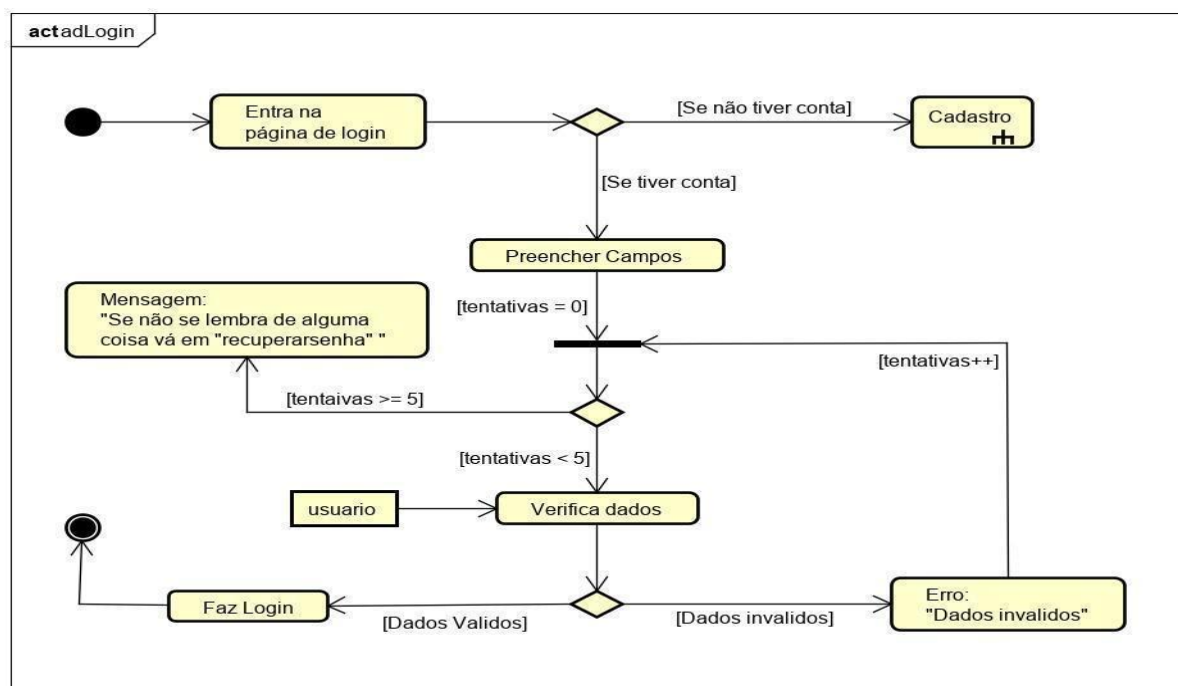 act adLogin
Entra na
página de login
[Se não tiver conta]
Cadastro
[Se tiver conta]
Preencher Campos
[tentativas = 0]
Mensagem:
"Se não se lembra de alguma
coisa vá em "recuperarsenha" "
[tentativas++]
[tentaivas >= 5]
[tentativas < 5]
usuario
Verifica dados
Faz Login
[Dados Validos]
[Dados invalidos]
Erro:
"Dados invalidos"